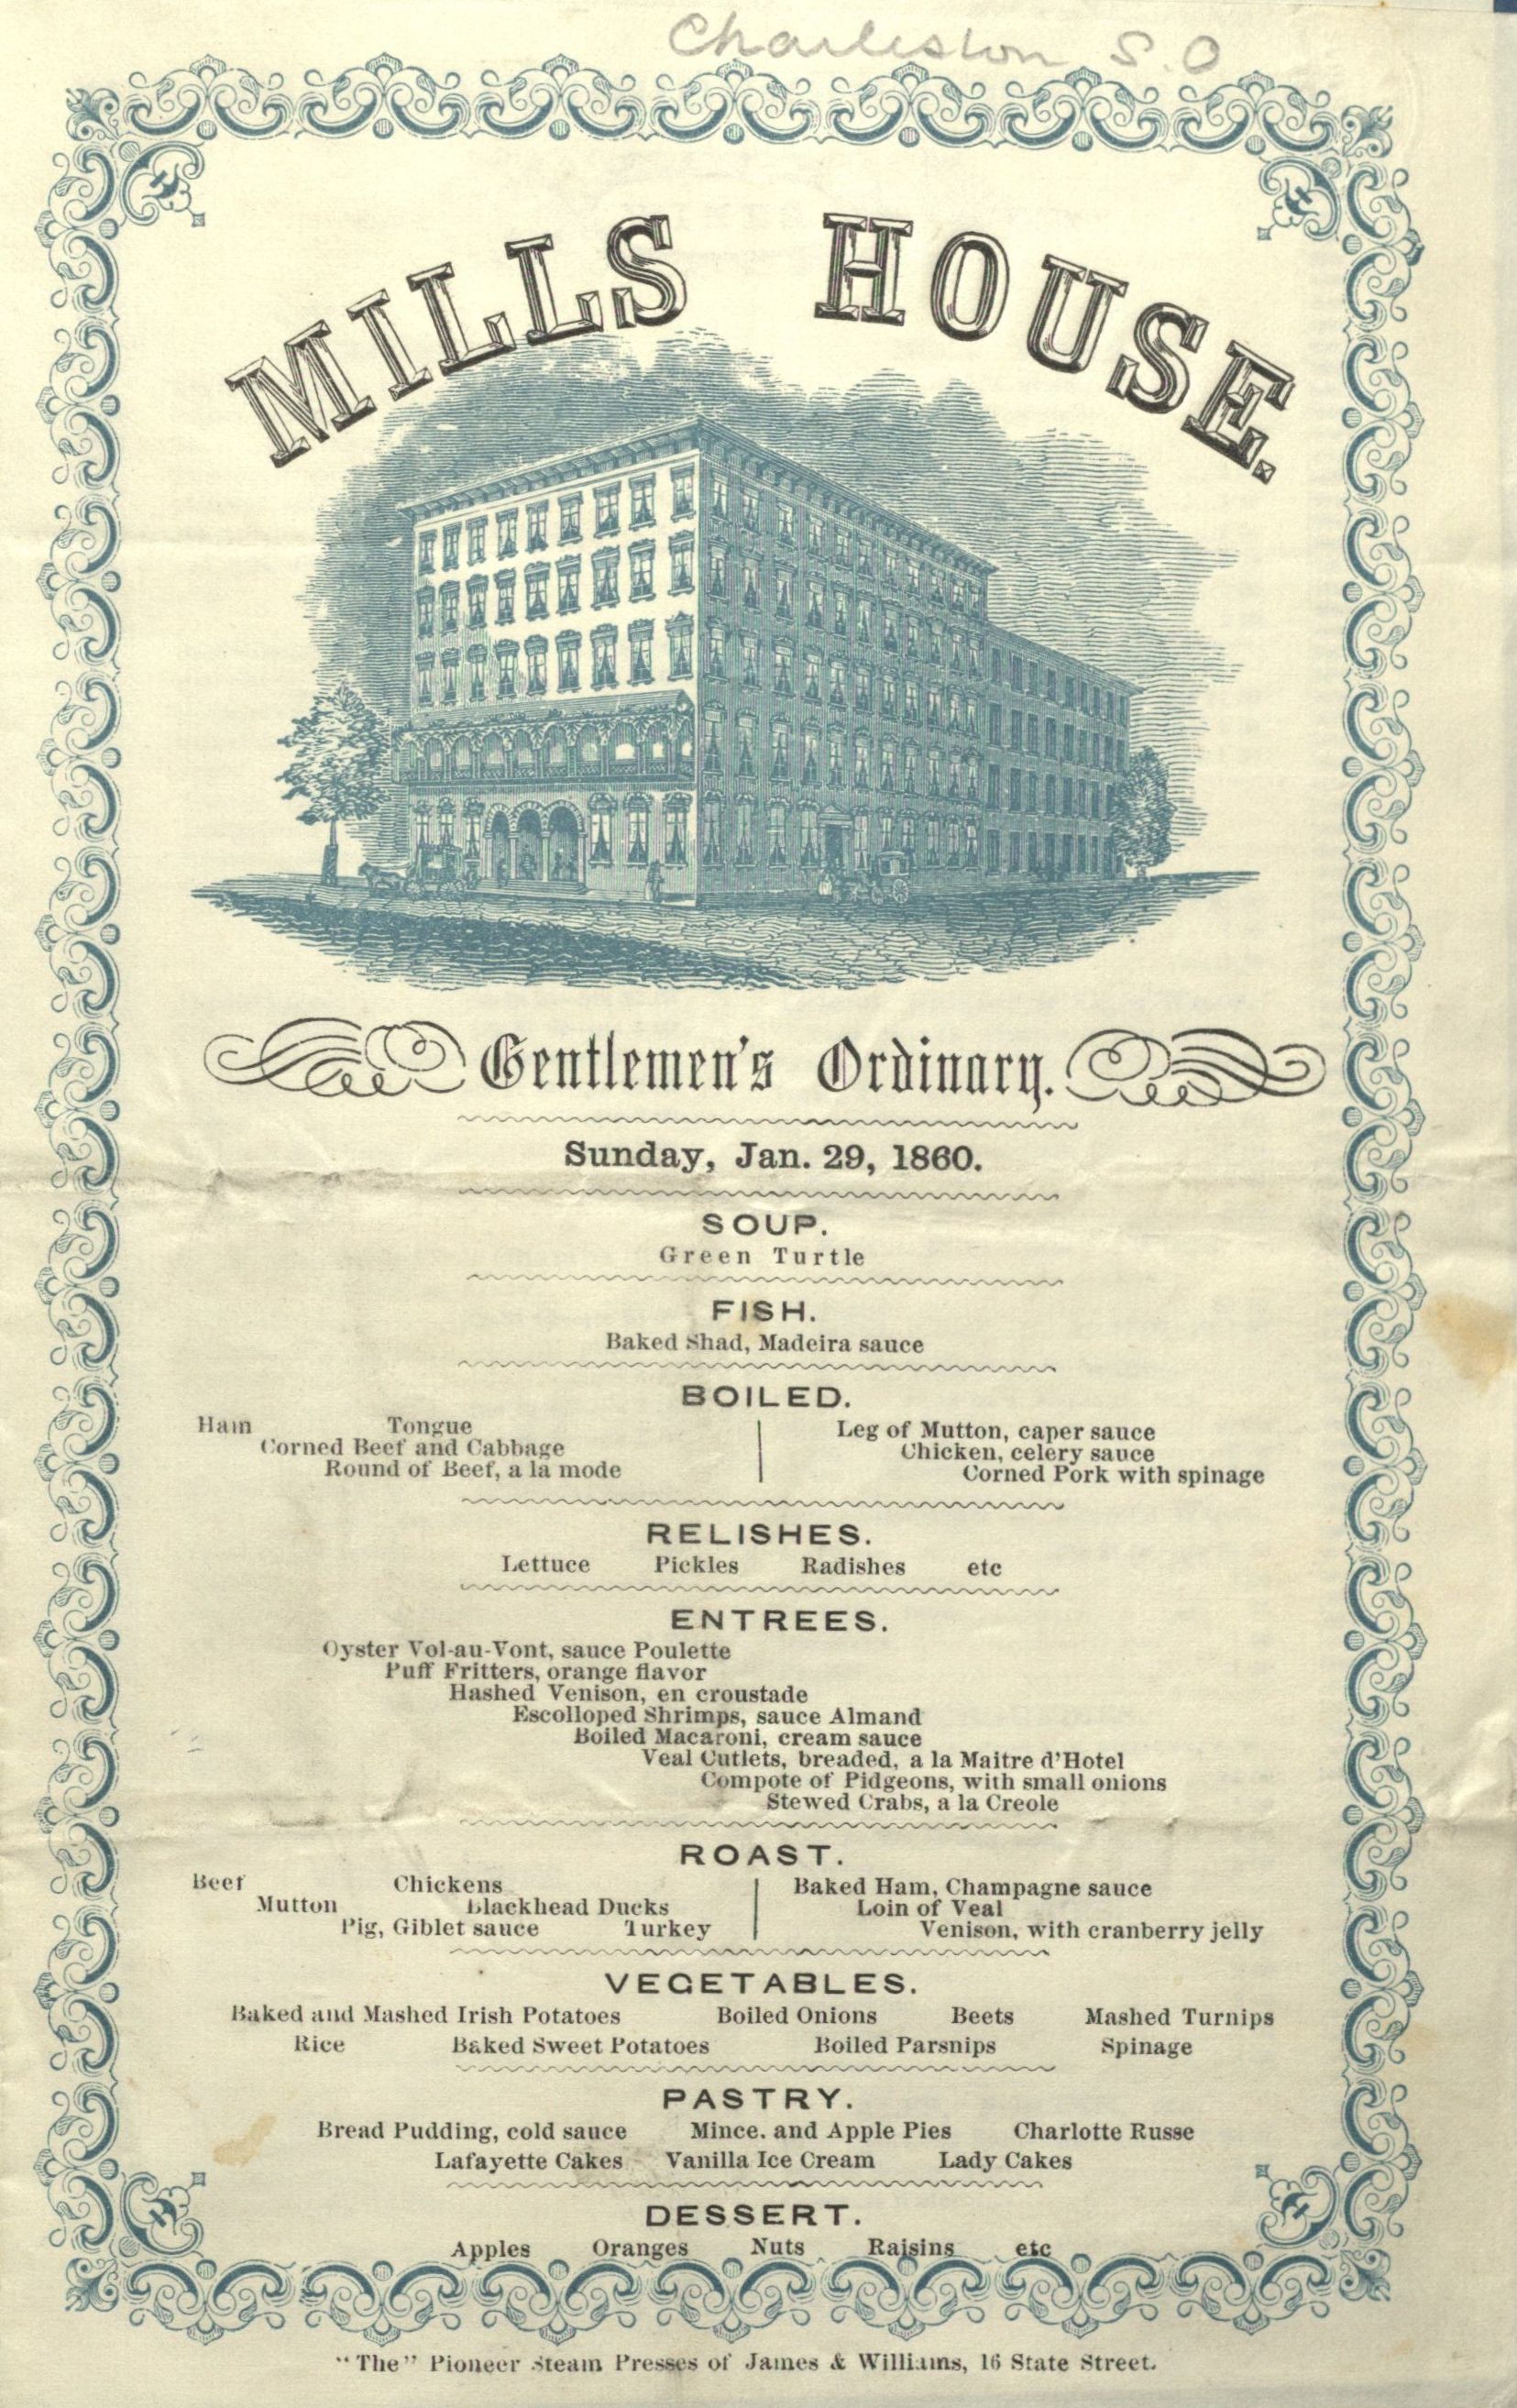 Charleston S.C
MILLS HOUSE.
Gentlemen's Ordinary.
Sunday, Jan. 29, 1860.
SOUP.
Green Turtle
FISH.
Baked Shad, Madeira sauce
BOILED.
Ham Tongue
Corned Beef and Cabbage
Round of Beef, a la mode
Leg of Mutton, caper sauce
Chicken, celery sauce
Corned Pork with spinage
RELISHES.
Lettuce Pickles Radishes etc
ENTREES.
Oyster Vol-au-Vont, sauce Poulette
Puff Fritters, orange flavor
Hashed Venison, en croustade
Escolloped Shrimps, sauce Almand
Boiled Macaroni, cream sauce
Veal Cutlets, breaded, a la Maitre d'Hotel
Compote of Pidgeons, with small onions
Stewed Crabs, a la Creole
ROAST.
Beef Chickens
Mutton Blackhead Ducks
Pig, Giblet sauce Turkey
Baked Ham, Champagne sauce
Loin of Veal
Venison, with cranberry jelly
VEGETABLES.
Baked and Mashed Irish Potatoes Boiled Onions Beets Mashed Turnips
Rice Baked Sweet Potatoes Boiled Parsnips Spinage
PASTRY.
Bread Pudding, cold sauce Mince. and Apple Pies Charlotte Russe
Lafayette Cakes Vanilla Ice Cream Lady Cakes
DESSERT.
Apples Oranges Nuts Raisins etc
"The" Pioneer Steam Presses of James & Williams, 16 State Street.